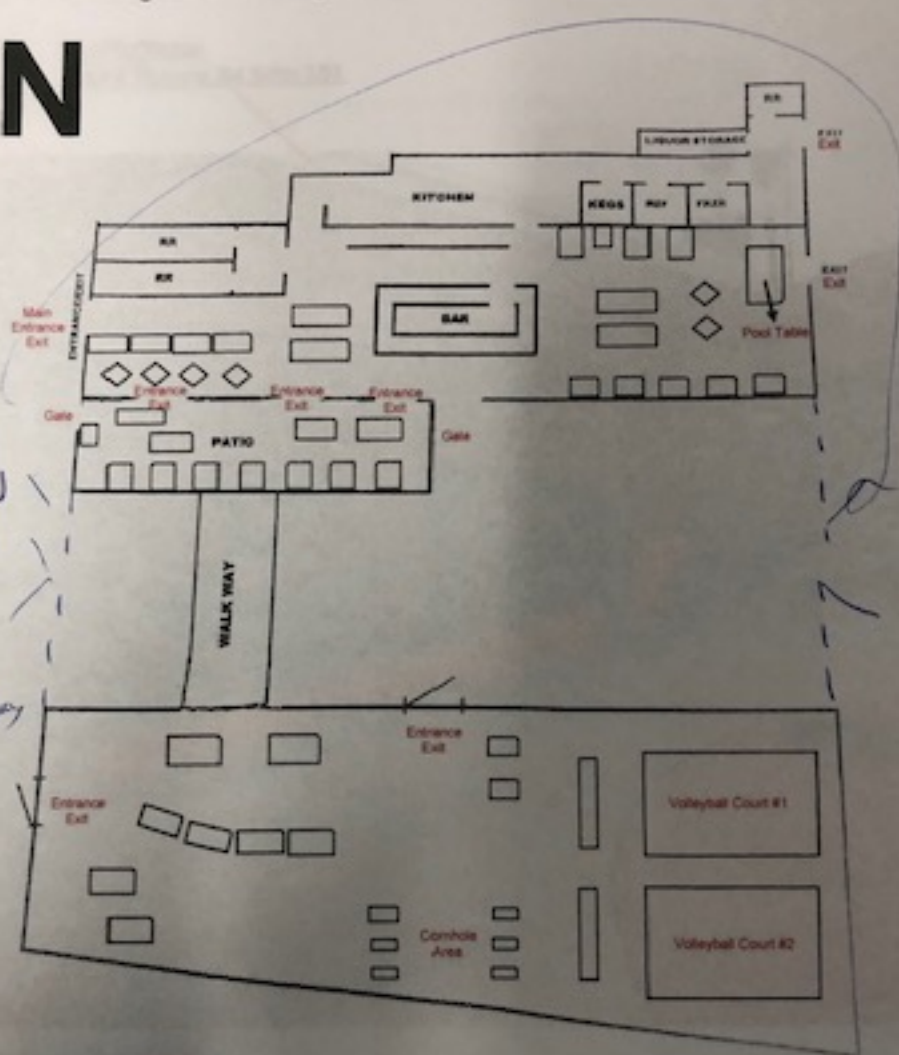 N
RR
LIQUOR STORAGE
EXIT
Exit
KITCHEN
KEGS
REF
RR
RR
EXIT
Exit
Main
Entrance
Exit
ENTRANCE/EXIT
BAR
Pool Table
Entrance
Exit
Entrance
Exit
Entrance
Exit
Gate
PATIO
Gate
WALK WAY
Entrance
Exit
Entrance
Exit
Volleyball Court #1
Cornhole
Area
Volleyball Court #2